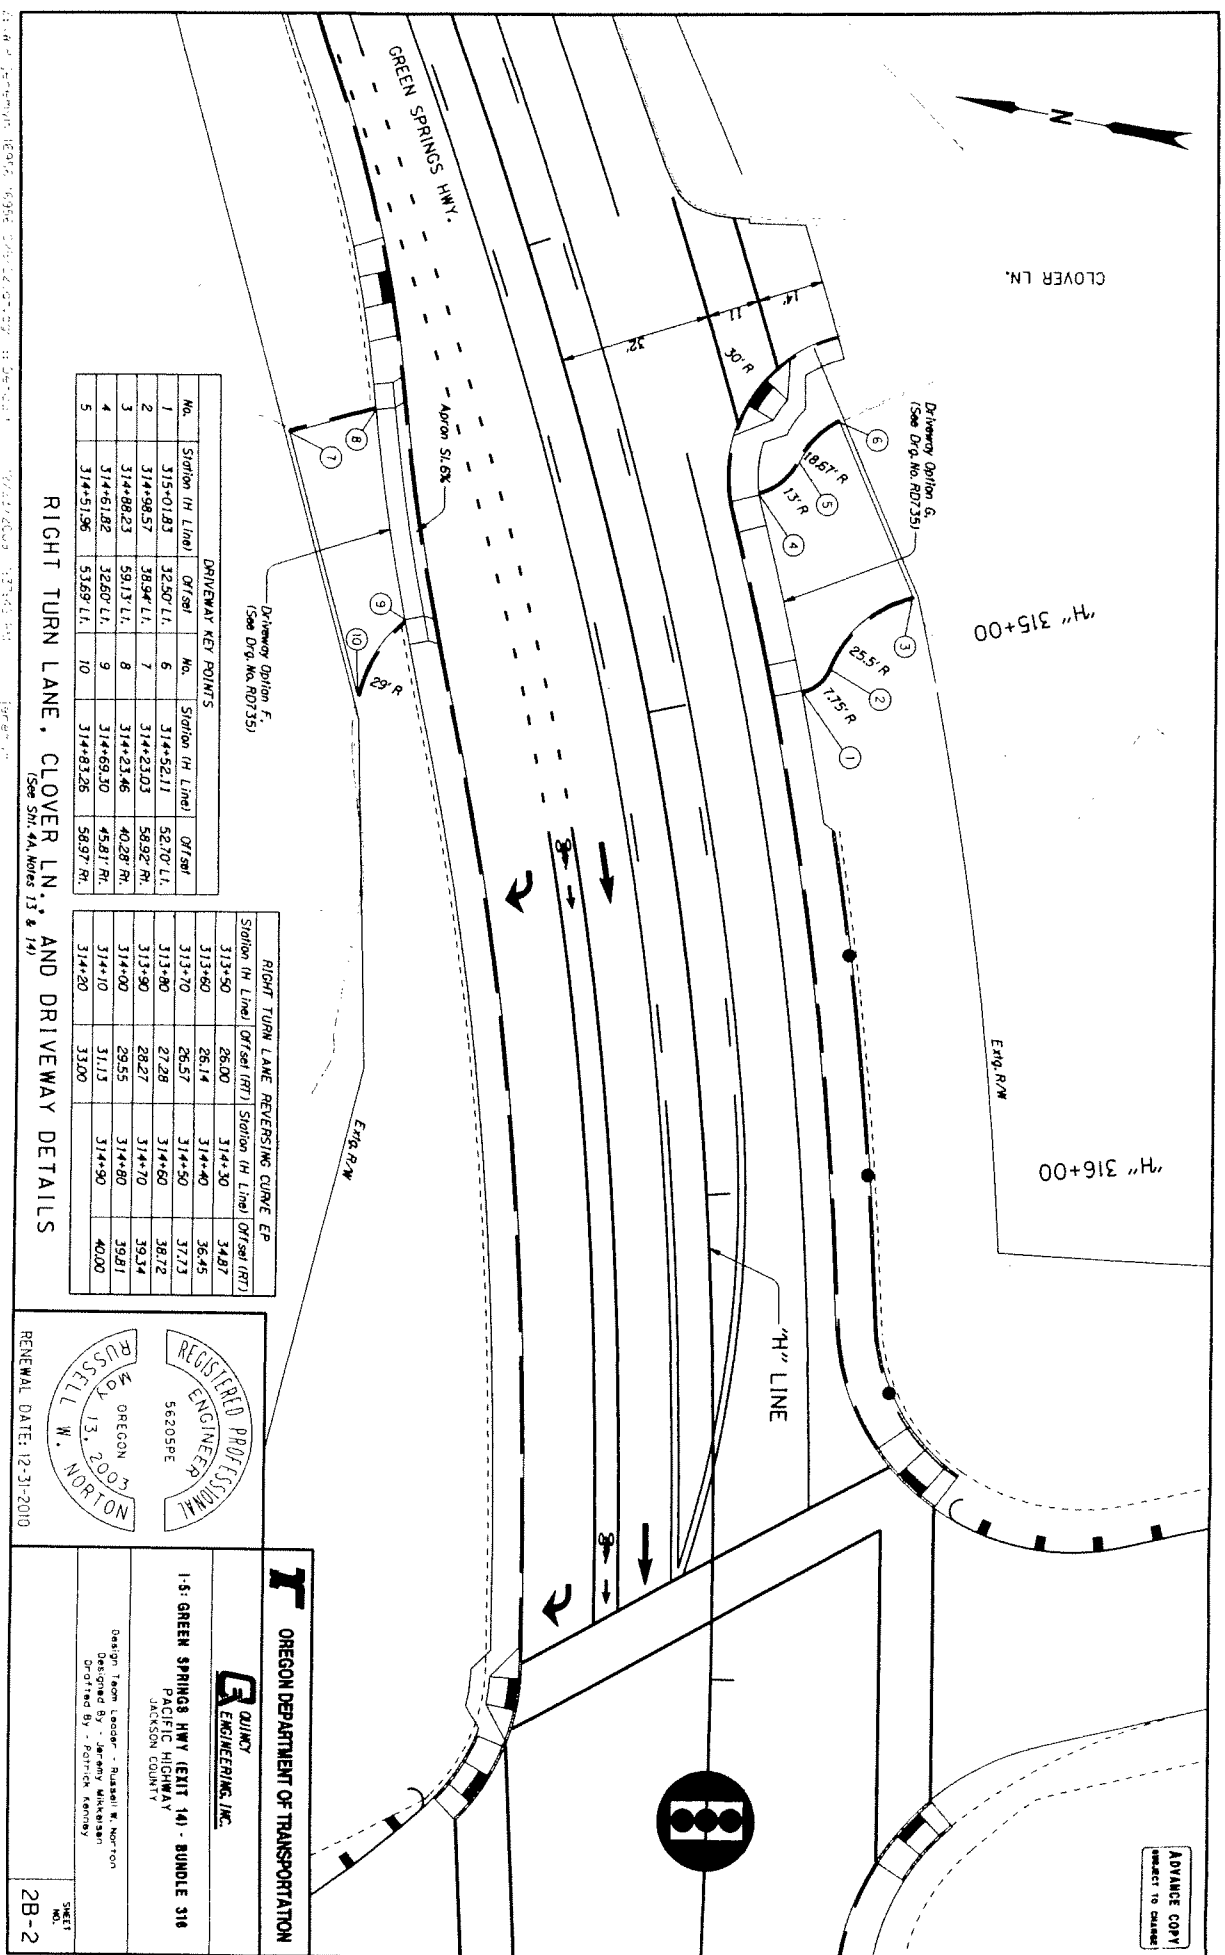 GREEN SPRINGS HWY.
N
CLOVER LN.
14'
11'
32'
30' R
Driveway Option G.
(See Drg. No. RD735)
6
18.67' R
5
13' R
4
3
25.5' R
2
7.75' R
1
"H" 315+00
"H" 316+00
Extg. R/W
"H" LINE
Apron Sl. 6%
8
7
9
10
29' R
Driveway Option F.
(See Drg. No. RD735)
Extg. R/W
DRIVEWAY KEY POINTS
No. Station (H Line) Offset No. Station (H Line) Offset
1 315+01.83 32.50' Lt. 6 314+52.11 52.70' Lt.
2 314+98.57 38.94' Lt. 7 314+23.03 58.92' Rt.
3 314+88.23 59.13' Lt. 8 314+23.46 40.28' Rt.
4 314+61.82 32.60' Lt. 9 314+69.30 45.81' Rt.
5 314+51.96 53.69' Lt. 10 314+83.26 58.97' Rt.
RIGHT TURN LANE REVERSING CURVE EP
Station (H Line) Offset (RT) Station (H Line) Offset (RT)
313+50 26.00 314+30 34.87
313+60 26.14 314+40 36.45
313+70 26.57 314+50 37.73
313+80 27.28 314+60 38.72
313+90 28.27 314+70 39.34
314+00 29.55 314+80 39.81
314+10 31.13 314+90 40.00
314+20 33.00
RIGHT TURN LANE, CLOVER LN., AND DRIVEWAY DETAILS
(See Sht. 4A, Notes 13 & 14)
REGISTERED PROFESSIONAL
ENGINEER
56205PE
OREGON
MAY 13, 2003
RUSSELL W. NORTON
RENEWAL DATE: 12-31-2010
OREGON DEPARTMENT OF TRANSPORTATION
QUINCY
ENGINEERING, INC.
I-5: GREEN SPRINGS HWY (EXIT 14) - BUNDLE 316
PACIFIC HIGHWAY
JACKSON COUNTY
Design Team Leader - Russell W. Norton
Designed By - Jeremy Mikkelsen
Drafted By - Patrick Kenney
SHEET
NO.
2B-2
ADVANCE COPY
SUBJECT TO CHANGE